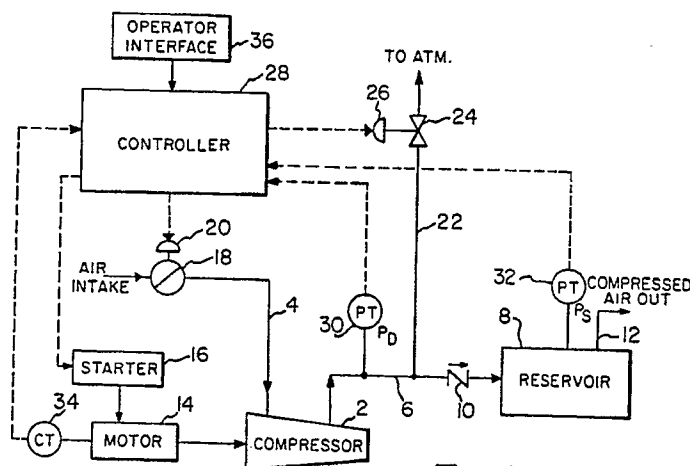 OPERATOR
INTERFACE
36
28
TO ATM.
26
24
CONTROLLER
20
18
AIR
INTAKE
22
4
32
PT
COMPRESSED
AIR OUT
PS
30
PT
PD
8
12
STARTER
16
RESERVOIR
34
14
2
6
10
CT
MOTOR
COMPRESSOR